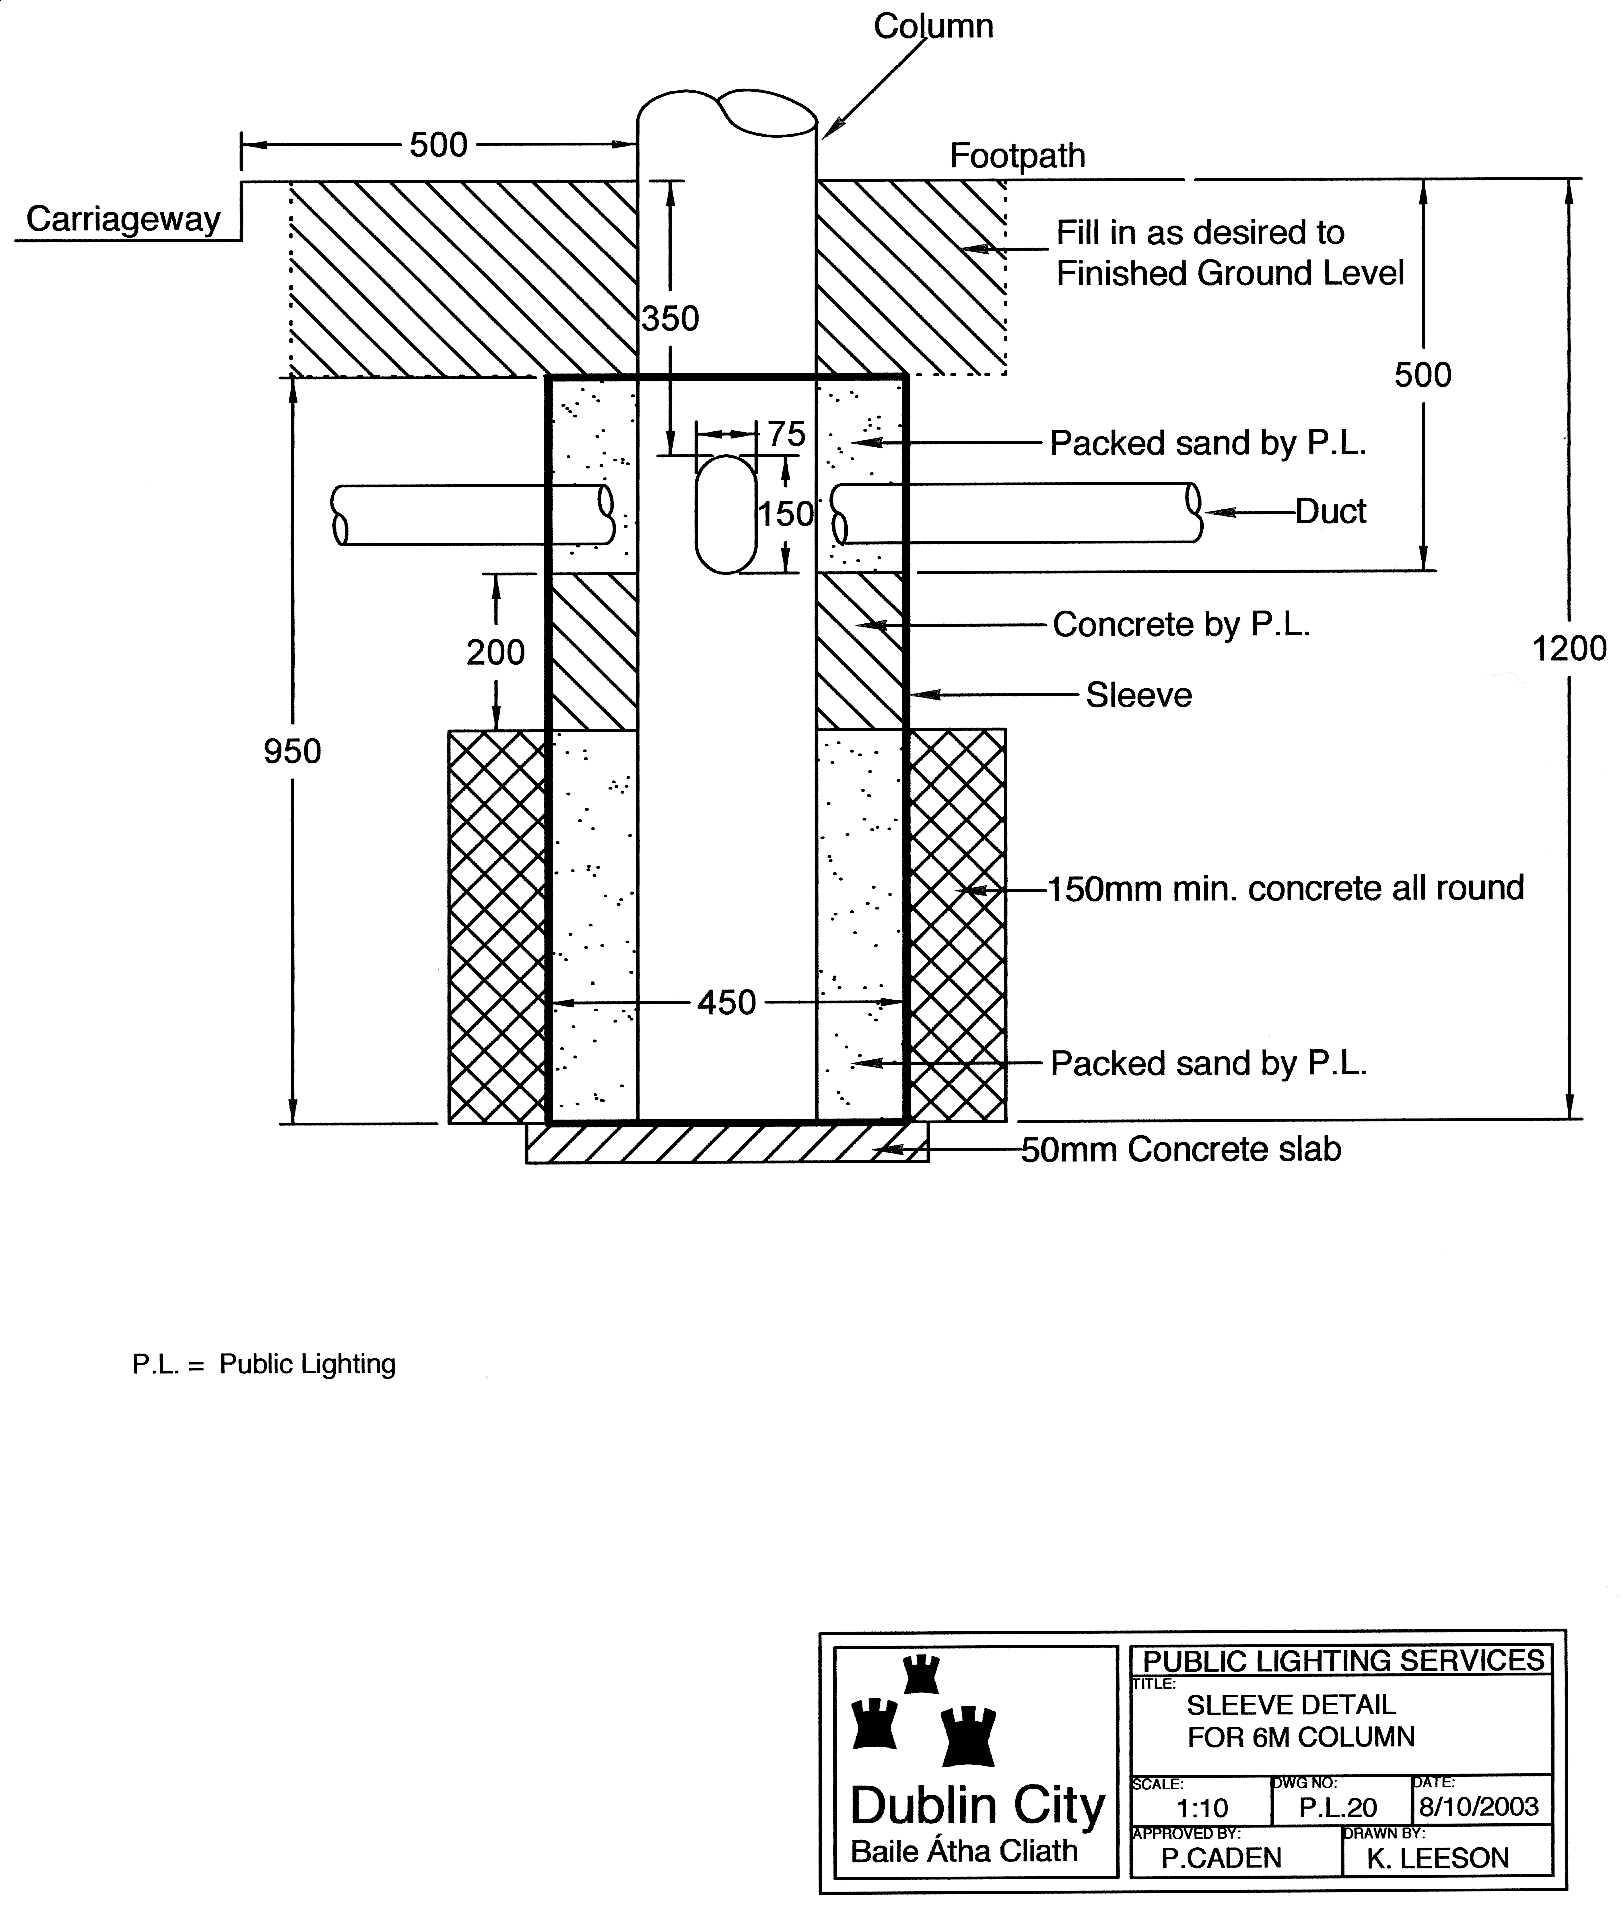 Column
500
Footpath
Carriageway
Fill in as desired to
Finished Ground Level
350
500
75
Packed sand by P.L.
150
Duct
200
Concrete by P.L.
1200
Sleeve
950
150mm min. concrete all round
450
Packed sand by P.L.
50mm Concrete slab
P.L. = Public Lighting
PUBLIC LIGHTING SERVICES
TITLE:
SLEEVE DETAIL
FOR 6M COLUMN
SCALE: DWG NO: DATE:
1:10 P.L.20 8/10/2003
APPROVED BY: DRAWN BY:
P.CADEN K. LEESON
Dublin City
Baile Átha Cliath